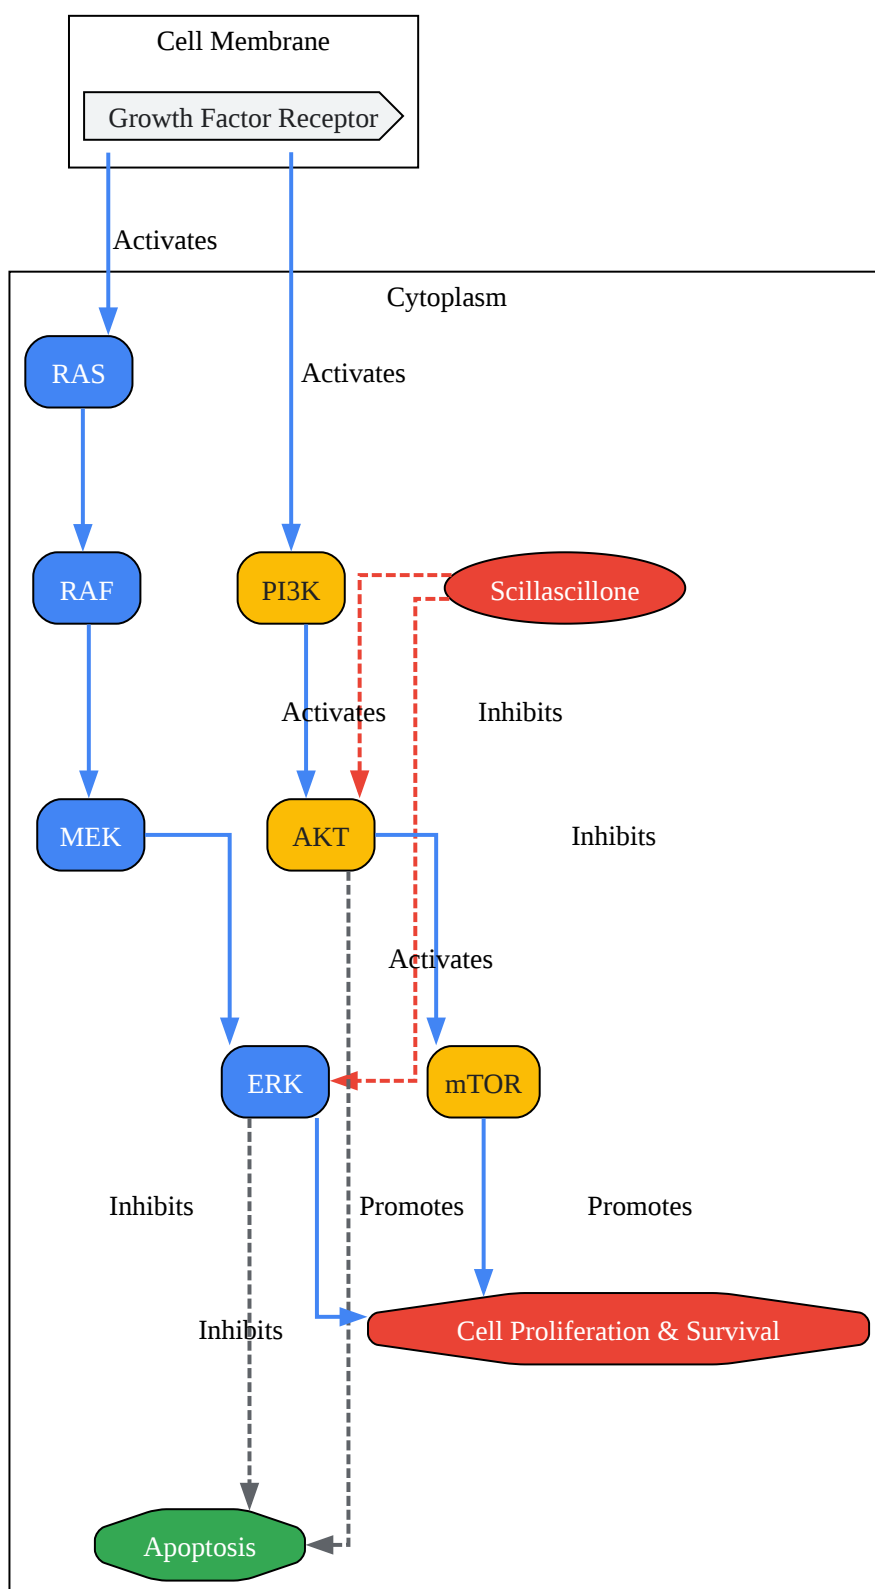 Cell Membrane
Growth Factor Receptor
Activates
Cytoplasm
RAS
Activates
RAF
PI3K
Scillascillone
Activates
Inhibits
MEK
AKT
Inhibits
Activates
ERK
mTOR
Inhibits
Promotes
Promotes
Inhibits
Cell Proliferation & Survival
Apoptosis